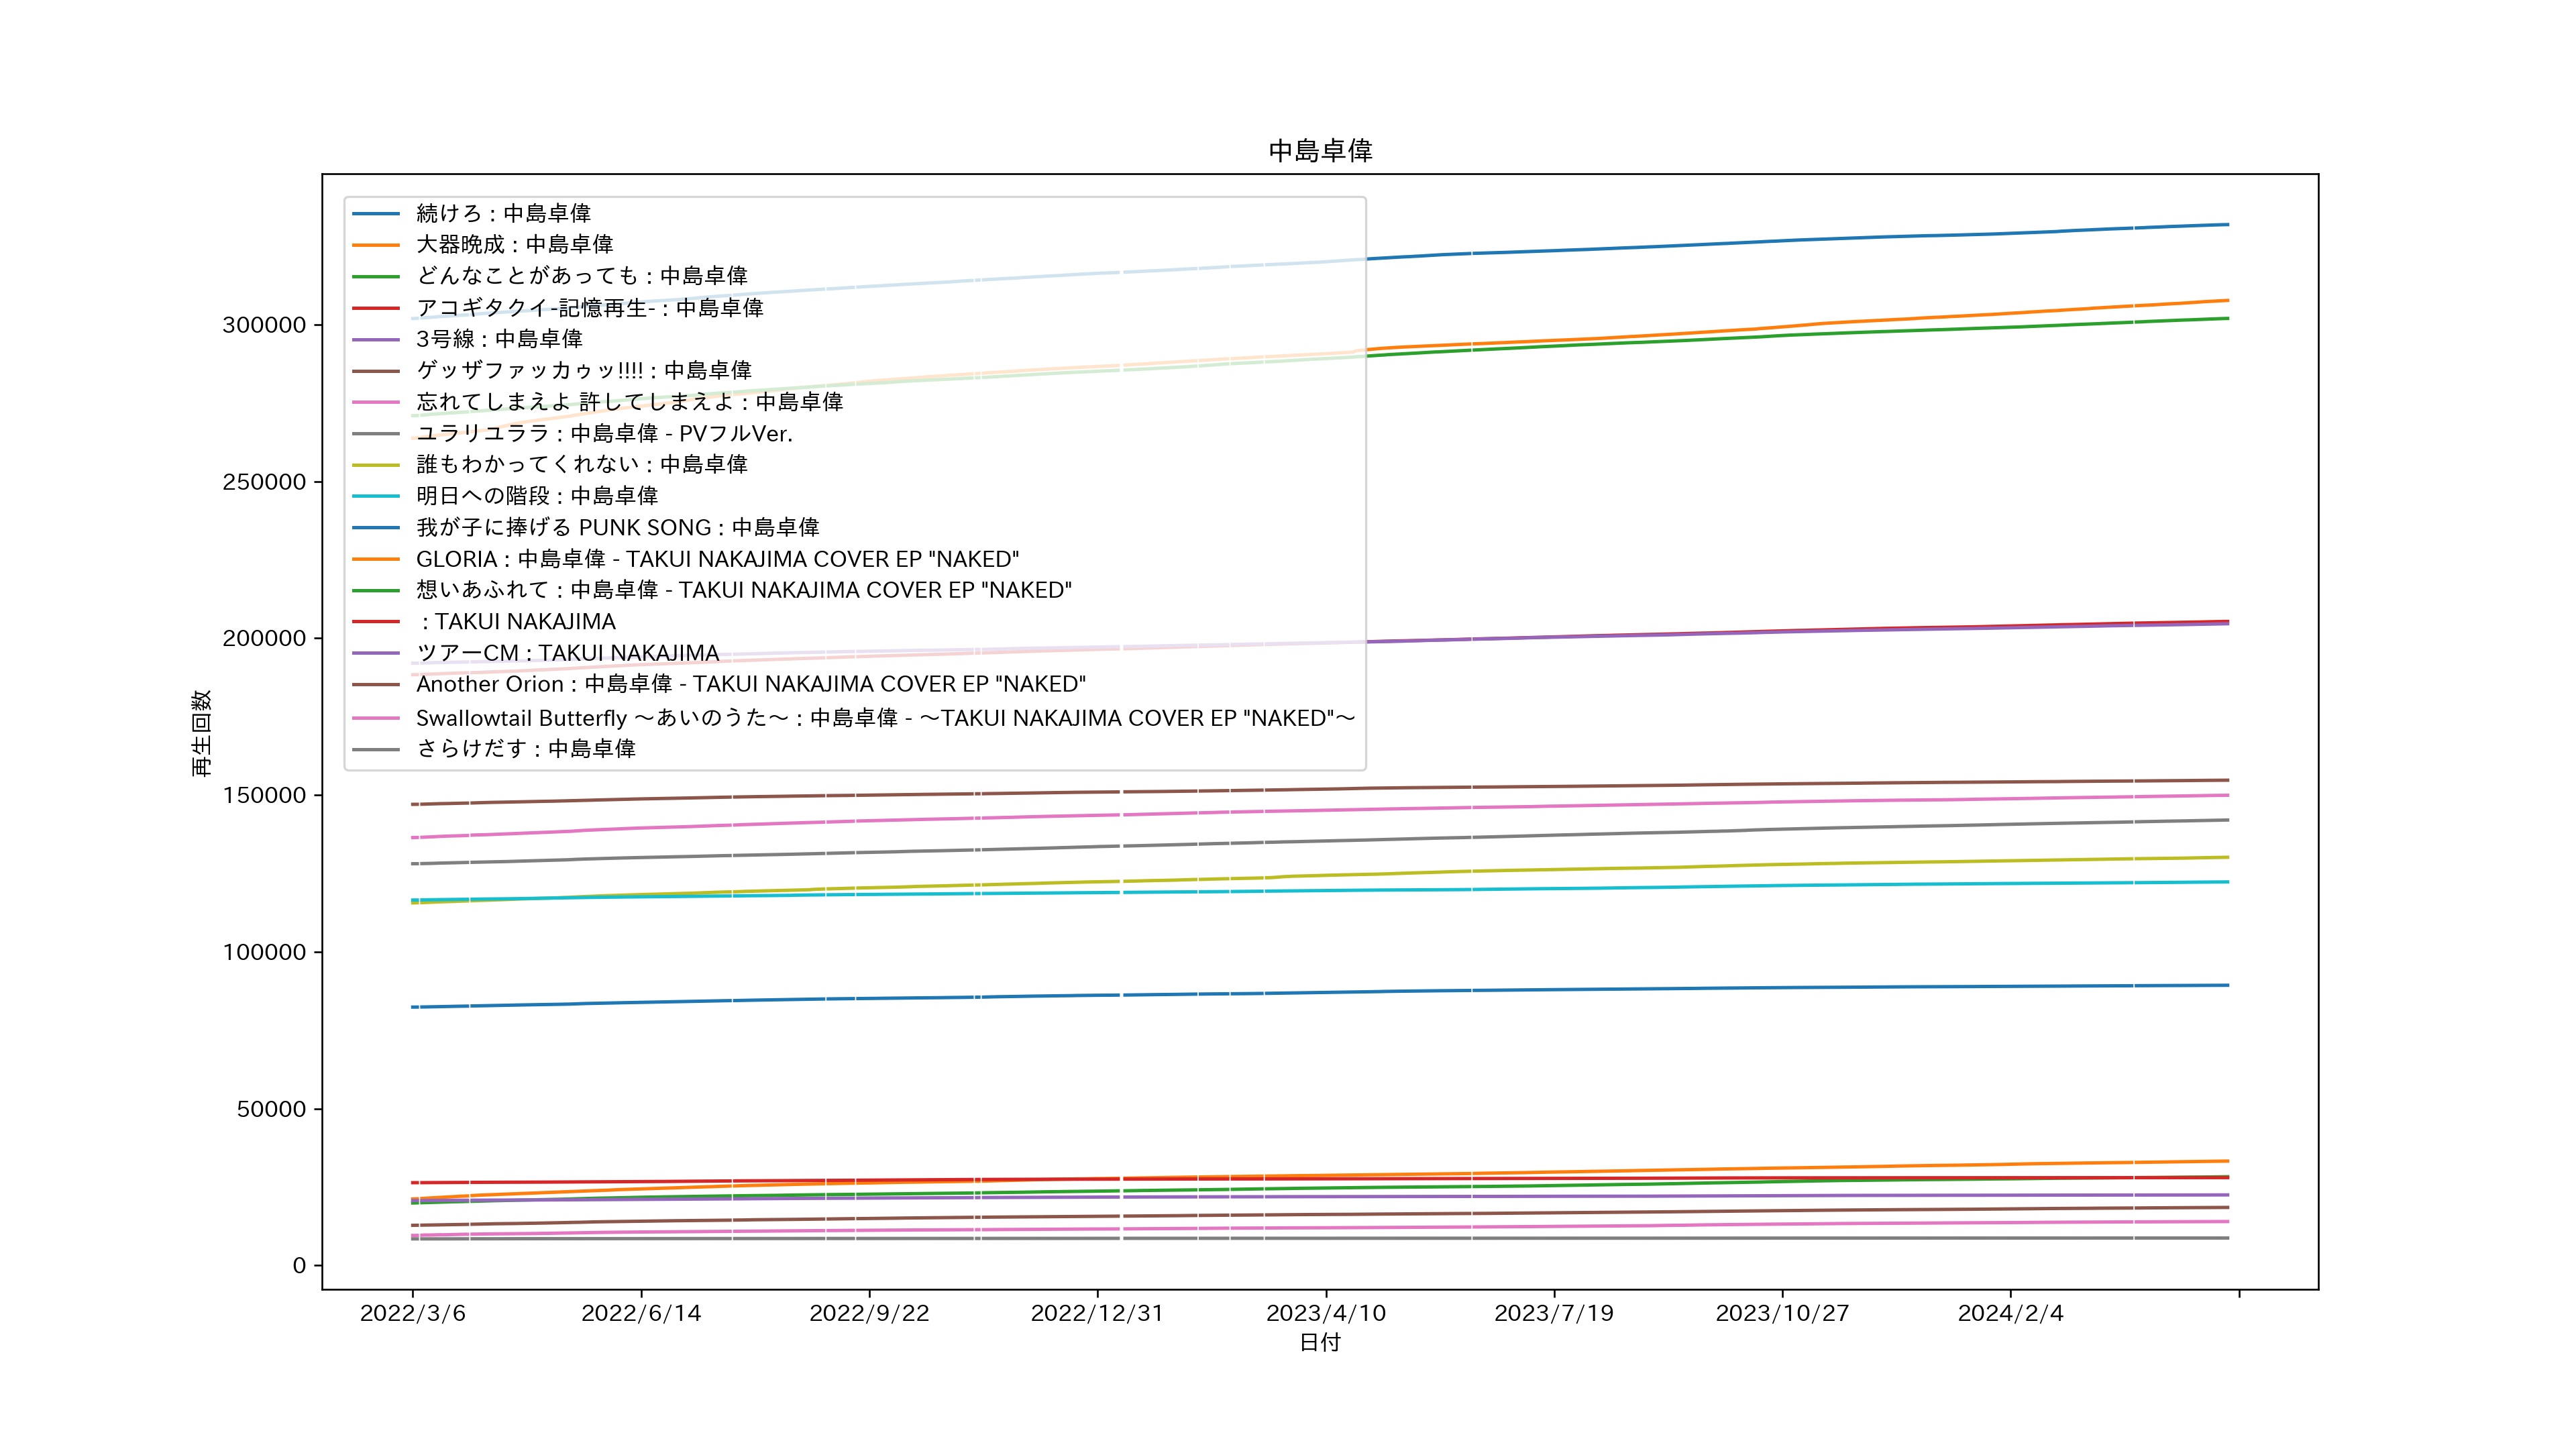 中島卓偉
続けろ : 中島卓偉
大器晩成 : 中島卓偉
どんなことがあっても : 中島卓偉
アコギタクイ-記憶再生- : 中島卓偉
3号線 : 中島卓偉
ゲッザファッカゥッ!!!! : 中島卓偉
忘れてしまえよ 許してしまえよ : 中島卓偉
ユラリユララ : 中島卓偉 - PVフルVer.
誰もわかってくれない : 中島卓偉
明日への階段 : 中島卓偉
我が子に捧げる PUNK SONG : 中島卓偉
GLORIA : 中島卓偉 - TAKUI NAKAJIMA COVER EP "NAKED"
想いあふれて : 中島卓偉 - TAKUI NAKAJIMA COVER EP "NAKED"
: TAKUI NAKAJIMA
ツアーCM : TAKUI NAKAJIMA
Another Orion : 中島卓偉 - TAKUI NAKAJIMA COVER EP "NAKED"
Swallowtail Butterfly 〜あいのうた〜 : 中島卓偉 - 〜TAKUI NAKAJIMA COVER EP "NAKED"〜
さらけだす : 中島卓偉
再生回数
300000
250000
200000
150000
100000
50000
0
2022/3/6
2022/6/14
2022/9/22
2022/12/31
2023/4/10
2023/7/19
2023/10/27
2024/2/4
日付